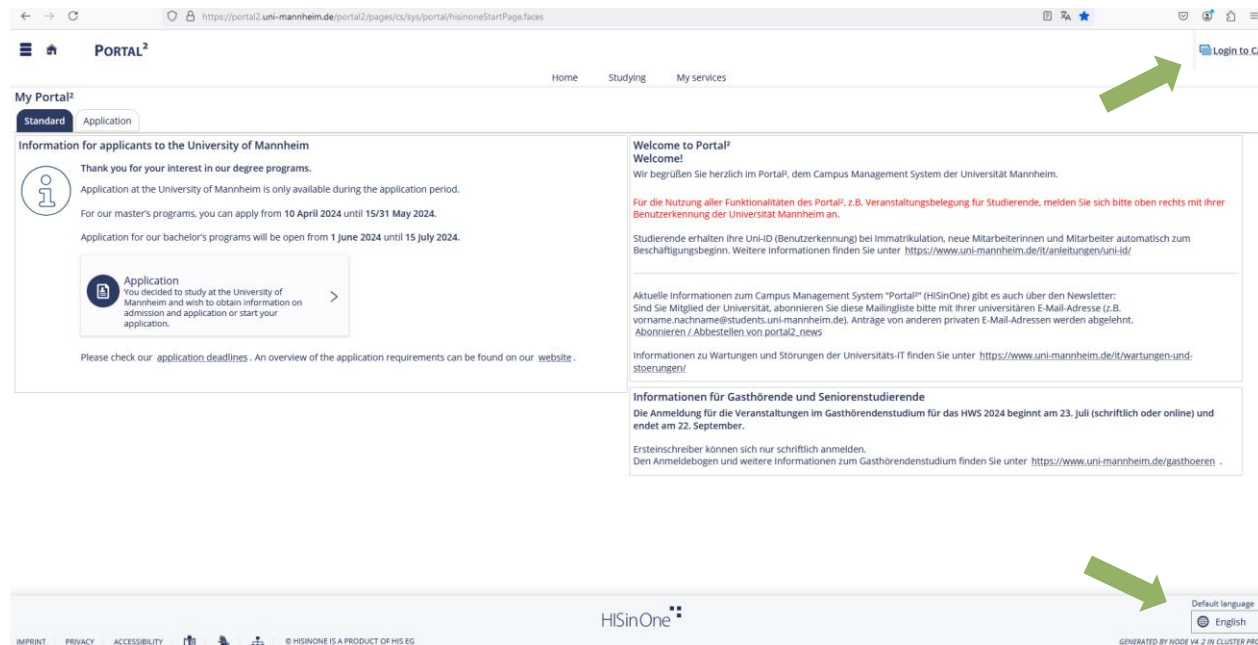 https://portal2.uni-mannheim.de/portal2/pages/cs/sys/portal/hisinoneStartPage.faces
PORTAL²
Login to
Home Studying My services
My Portal²
Standard Application
Information for applicants to the University of Mannheim
Thank you for your interest in our degree programs.
Application at the University of Mannheim is only available during the application period.
For our master's programs, you can apply from 10 April 2024 until 15/31 May 2024.
Application for our bachelor's programs will be open from 1 June 2024 until 15 July 2024.
Application
You decided to study at the University of
Mannheim and wish to obtain information on
admission and application or start your
application.
Please check our application deadlines . An overview of the application requirements can be found on our website .
Welcome to Portal²
Welcome!
Wir begrüßen Sie herzlich im Portal², dem Campus Management System der Universität Mannheim.
Für die Nutzung aller Funktionalitäten des Portal², z.B. Veranstaltungsbelegung für Studierende, melden Sie sich bitte oben rechts mit Ihrer
Benutzerkennung der Universität Mannheim an.
Studierende erhalten ihre Uni-ID (Benutzerkennung) bei Immatrikulation, neue Mitarbeiterinnen und Mitarbeiter automatisch zum
Beschäftigungsbeginn. Weitere Informationen finden Sie unter https://www.uni-mannheim.de/it/anleitungen/uni-id/
Aktuelle Informationen zum Campus Management System "Portal²" (HISinOne) gibt es auch über den Newsletter:
Sind Sie Mitglied der Universität, abonnieren Sie diese Mailingliste bitte mit Ihrer universitären E-Mail-Adresse (z.B.
vorname.nachname@students.uni-mannheim.de). Anträge von anderen privaten E-Mail-Adressen werden abgelehnt.
Abonnieren / Abbestellen von portal2_news
Informationen zu Wartungen und Störungen der Universitäts-IT finden Sie unter https://www.uni-mannheim.de/it/wartungen-und-
stoerungen/
Informationen für Gasthörende und Seniorenstudierende
Die Anmeldung für die Veranstaltungen im Gasthörendenstudium für das HWS 2024 beginnt am 23. Juli (schriftlich oder online) und
endet am 22. September.
Ersteinschreiber können sich nur schriftlich anmelden.
Den Anmeldebogen und weitere Informationen zum Gasthörendenstudium finden Sie unter https://www.uni-mannheim.de/gasthoeren .
HISinOne
Default language
English
IMPRINT PRIVACY ACCESSIBILITY © HISINONE IS A PRODUCT OF HIS EG
GENERATED BY NODE V4_2 IN CLUSTER